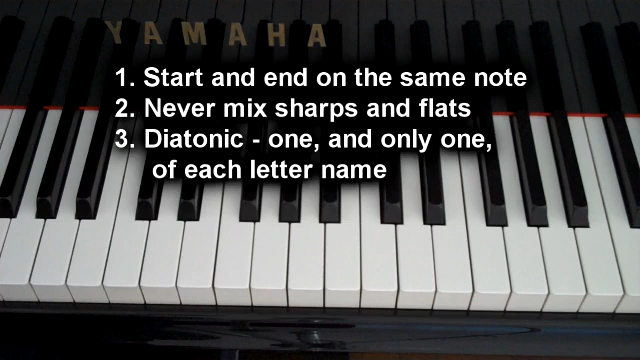 YAMAHA
1. Start and end on the same note
2. Never mix sharps and flats
3. Diatonic - one, and only one,
of each letter name